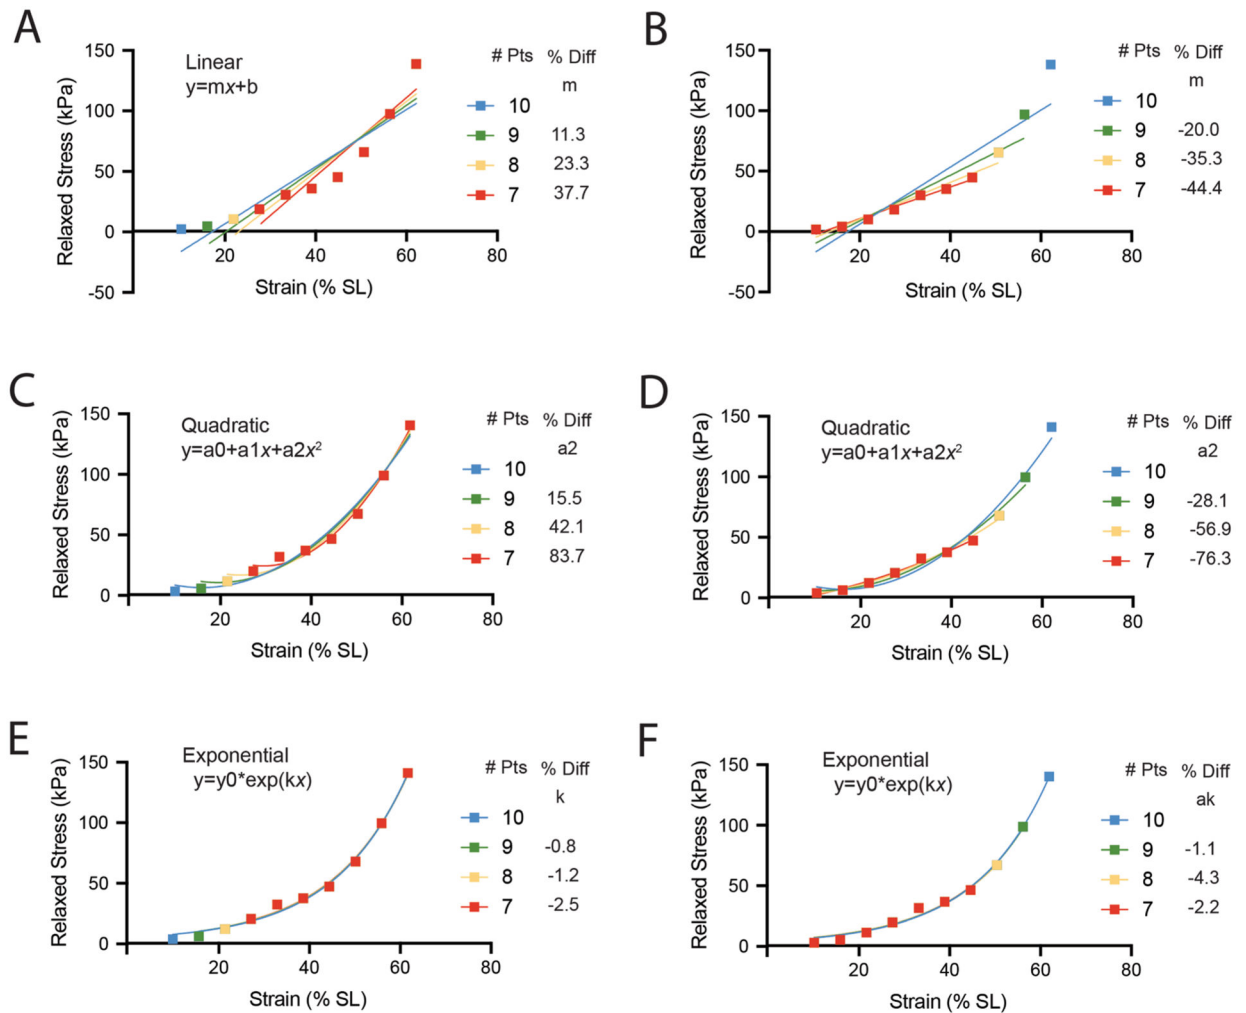 A
Linear
y=mx+b
# Pts
% Diff
m
10
9 11.3
8 23.3
7 37.7
150
100
50
0
-50
20 40 60 80
Relaxed Stress (kPa)
Strain (% SL)
B
# Pts
% Diff
m
10
9 -20.0
8 -35.3
7 -44.4
150
100
50
0
-50
20 40 60 80
Relaxed Stress (kPa)
Strain (% SL)
C
Quadratic
y=a0+a1x+a2x²
# Pts
% Diff
a2
10
9 15.5
8 42.1
7 83.7
150
100
50
0
20 40 60 80
Relaxed Stress (kPa)
Strain (% SL)
D
Quadratic
y=a0+a1x+a2x²
# Pts
% Diff
a2
10
9 -28.1
8 -56.9
7 -76.3
150
100
50
0
20 40 60 80
Relaxed Stress (kPa)
Strain (% SL)
E
Exponential
y=y0*exp(kx)
# Pts
% Diff
k
10
9 -0.8
8 -1.2
7 -2.5
150
100
50
0
20 40 60 80
Relaxed Stress (kPa)
Strain (% SL)
F
Exponential
y=y0*exp(kx)
# Pts
% Diff
ak
10
9 -1.1
8 -4.3
7 -2.2
150
100
50
0
20 40 60 80
Relaxed Stress (kPa)
Strain (% SL)